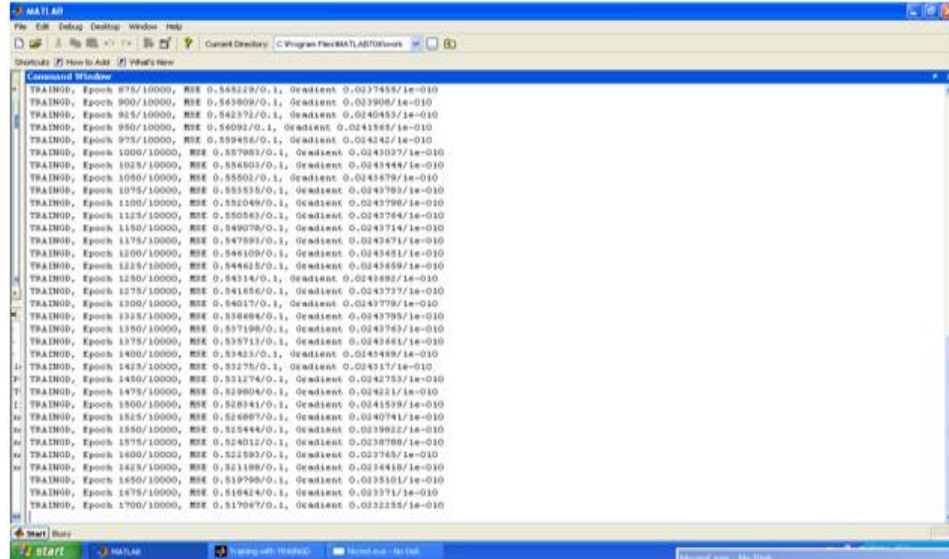 MATLAB
File Edit Debug Desktop Window Help
Current Directory: C:\Program Files\MATLAB704\work
Shortcuts How to Add What's New
Command Window
TRAINGD, Epoch 875/10000, MSE 0.565229/0.1, Gradient 0.0237455/1e-010
TRAINGD, Epoch 900/10000, MSE 0.563809/0.1, Gradient 0.023908/1e-010
TRAINGD, Epoch 925/10000, MSE 0.562372/0.1, Gradient 0.0240453/1e-010
TRAINGD, Epoch 950/10000, MSE 0.56092/0.1, Gradient 0.0241565/1e-010
TRAINGD, Epoch 975/10000, MSE 0.559456/0.1, Gradient 0.024242/1e-010
TRAINGD, Epoch 1000/10000, MSE 0.557983/0.1, Gradient 0.0243037/1e-010
TRAINGD, Epoch 1025/10000, MSE 0.556503/0.1, Gradient 0.0243444/1e-010
TRAINGD, Epoch 1050/10000, MSE 0.55502/0.1, Gradient 0.0243679/1e-010
TRAINGD, Epoch 1075/10000, MSE 0.553535/0.1, Gradient 0.0243783/1e-010
TRAINGD, Epoch 1100/10000, MSE 0.552049/0.1, Gradient 0.0243798/1e-010
TRAINGD, Epoch 1125/10000, MSE 0.550563/0.1, Gradient 0.0243764/1e-010
TRAINGD, Epoch 1150/10000, MSE 0.549078/0.1, Gradient 0.0243714/1e-010
TRAINGD, Epoch 1175/10000, MSE 0.547593/0.1, Gradient 0.0243671/1e-010
TRAINGD, Epoch 1200/10000, MSE 0.546109/0.1, Gradient 0.0243651/1e-010
TRAINGD, Epoch 1225/10000, MSE 0.544625/0.1, Gradient 0.0243659/1e-010
TRAINGD, Epoch 1250/10000, MSE 0.54314/0.1, Gradient 0.0243692/1e-010
TRAINGD, Epoch 1275/10000, MSE 0.541656/0.1, Gradient 0.0243737/1e-010
TRAINGD, Epoch 1300/10000, MSE 0.54017/0.1, Gradient 0.0243778/1e-010
TRAINGD, Epoch 1325/10000, MSE 0.538684/0.1, Gradient 0.0243795/1e-010
TRAINGD, Epoch 1350/10000, MSE 0.537198/0.1, Gradient 0.0243763/1e-010
TRAINGD, Epoch 1375/10000, MSE 0.535713/0.1, Gradient 0.0243661/1e-010
TRAINGD, Epoch 1400/10000, MSE 0.53423/0.1, Gradient 0.0243469/1e-010
TRAINGD, Epoch 1425/10000, MSE 0.53275/0.1, Gradient 0.024317/1e-010
TRAINGD, Epoch 1450/10000, MSE 0.531274/0.1, Gradient 0.0242753/1e-010
TRAINGD, Epoch 1475/10000, MSE 0.529804/0.1, Gradient 0.024221/1e-010
TRAINGD, Epoch 1500/10000, MSE 0.528341/0.1, Gradient 0.0241539/1e-010
TRAINGD, Epoch 1525/10000, MSE 0.526887/0.1, Gradient 0.0240741/1e-010
TRAINGD, Epoch 1550/10000, MSE 0.525444/0.1, Gradient 0.0239822/1e-010
TRAINGD, Epoch 1575/10000, MSE 0.524012/0.1, Gradient 0.0238788/1e-010
TRAINGD, Epoch 1600/10000, MSE 0.522593/0.1, Gradient 0.023765/1e-010
TRAINGD, Epoch 1625/10000, MSE 0.521188/0.1, Gradient 0.0236418/1e-010
TRAINGD, Epoch 1650/10000, MSE 0.519798/0.1, Gradient 0.0235101/1e-010
TRAINGD, Epoch 1675/10000, MSE 0.518424/0.1, Gradient 0.023371/1e-010
TRAINGD, Epoch 1700/10000, MSE 0.517067/0.1, Gradient 0.0232255/1e-010
Start Busy
start MATLAB Training with TRAINGD No Disk